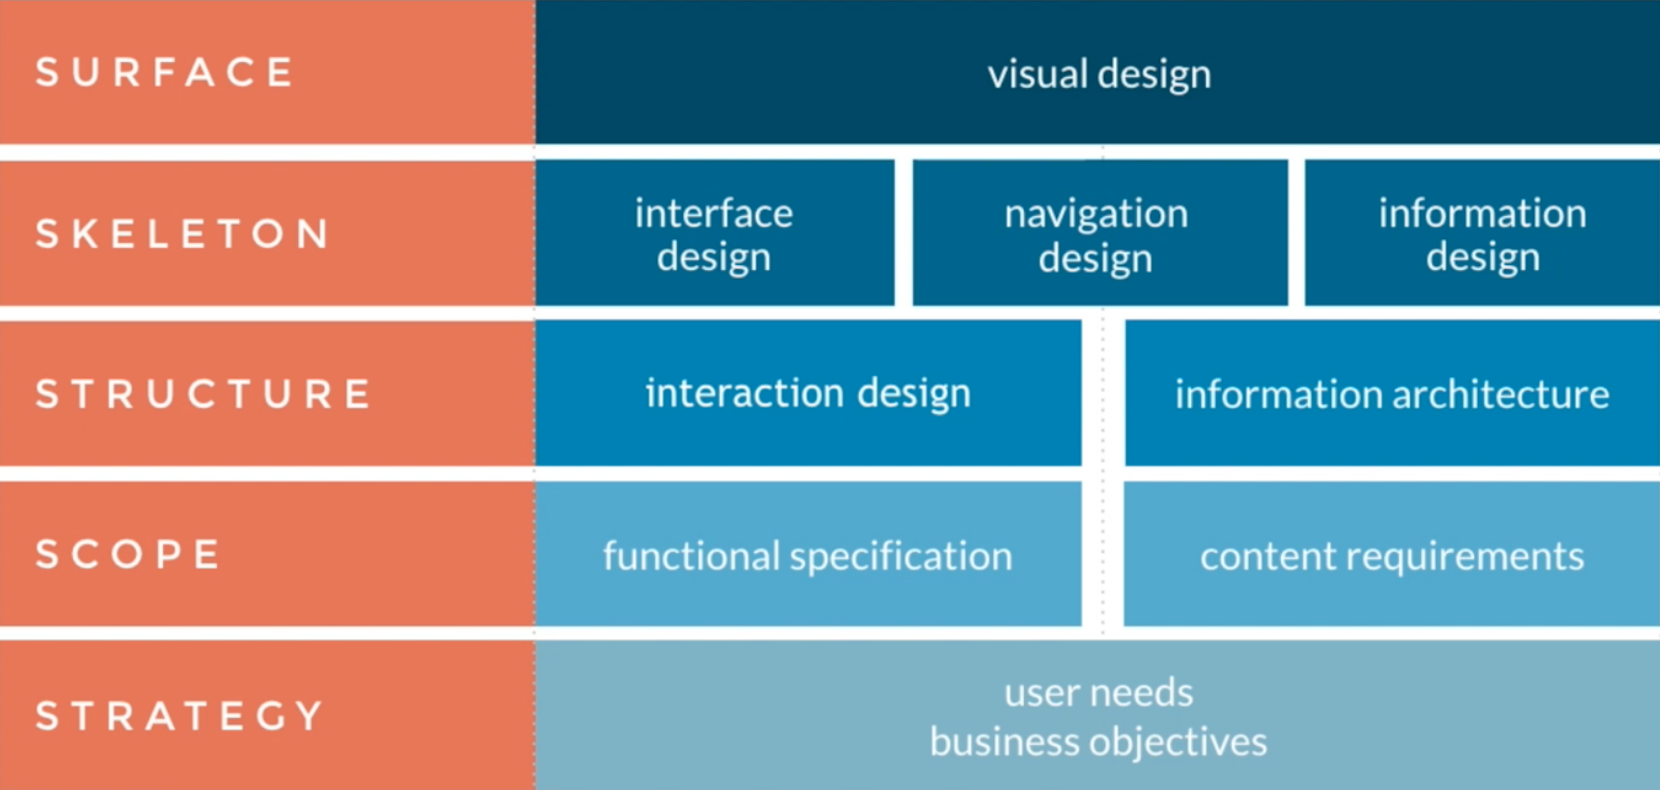 SURFACE
visual design
SKELETON
interface
design
navigation
design
information
design
STRUCTURE
interaction design
information architecture
SCOPE
functional specification
content requirements
STRATEGY
user needs
business objectives